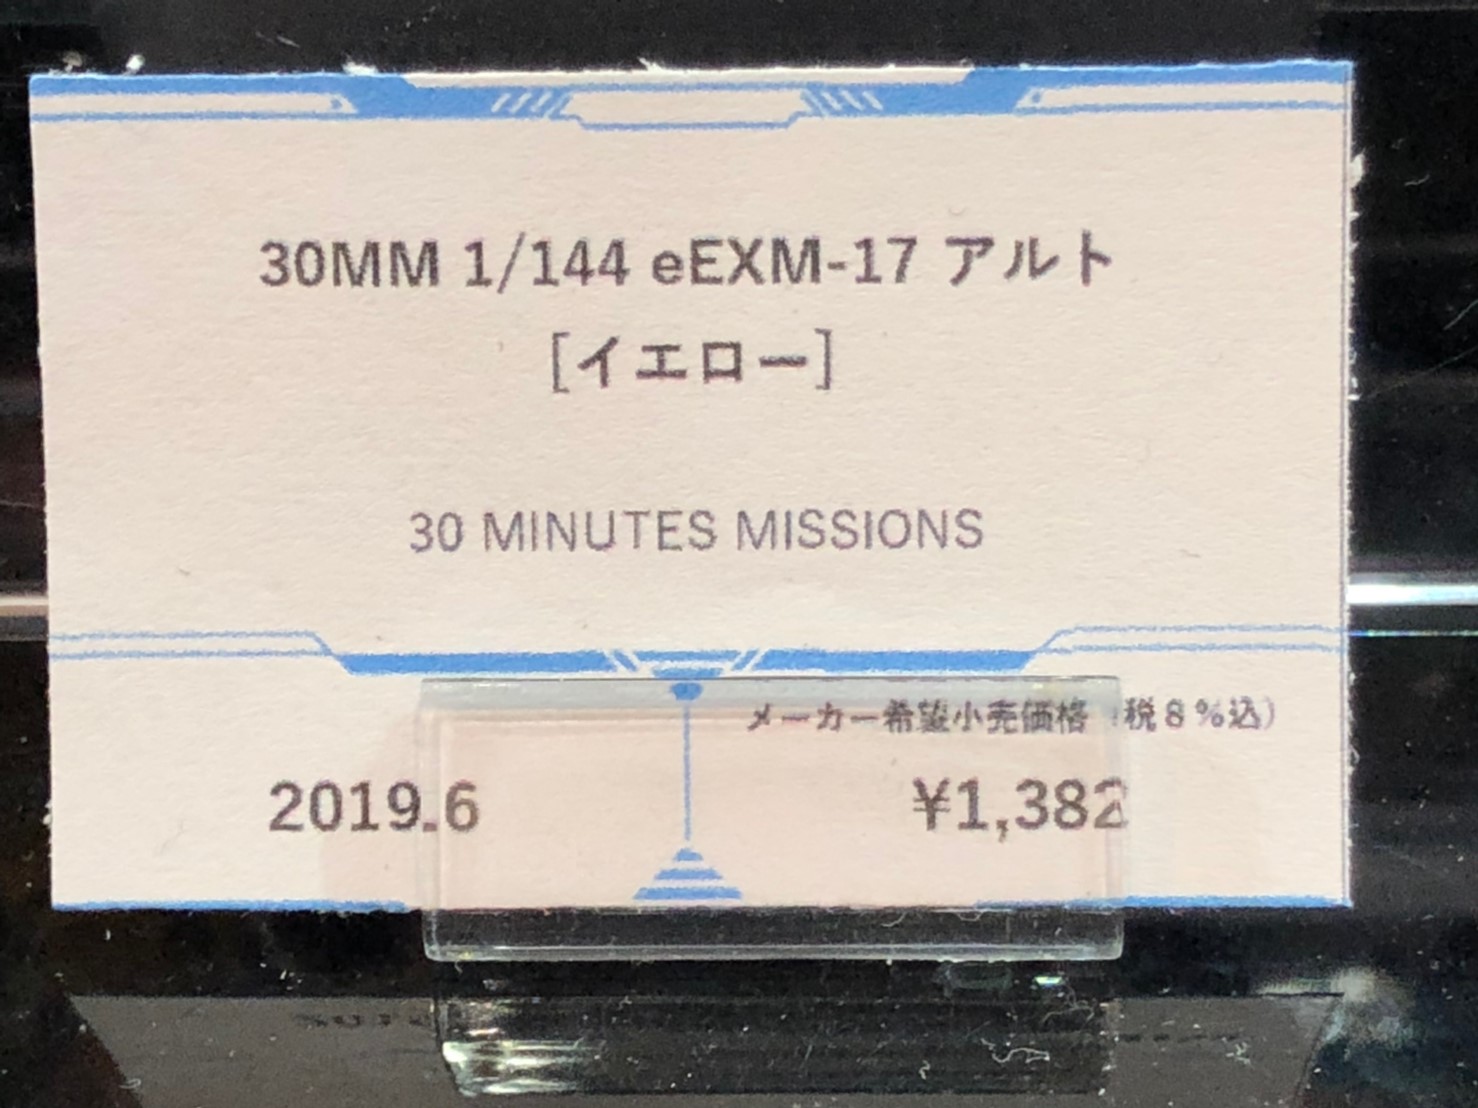 30MM 1/144 eEXM-17 アルト
[イエロー]
30 MINUTES MISSIONS
メーカー希望小売価格（税８％込）
2019.6
¥1,382